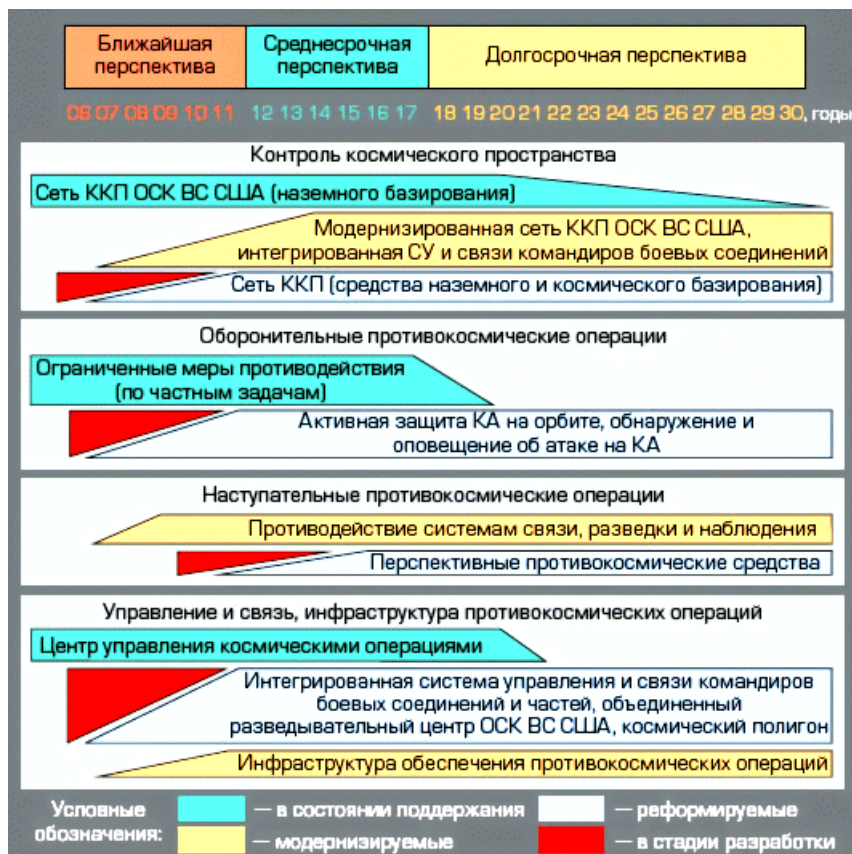 Ближайшая
перспектива
Среднесрочная
перспектива
Долгосрочная перспектива
06 07 08 09 10 11 12 13 14 15 16 17 18 19 20 21 22 23 24 25 26 27 28 29 30, годы
Контроль космического пространства
Сеть ККП ОСК ВС США (наземного базирования)
Модернизированная сеть ККП ОСК ВС США,
интегрированная СУ и связи командиров боевых соединений
Сеть ККП (средства наземного и космического базирования)
Оборонительные противокосмические операции
Ограниченные меры противодействия
(по частным задачам)
Активная защита КА на орбите, обнаружение и
оповещение об атаке на КА
Наступательные противокосмические операции
Противодействие системам связи, разведки и наблюдения
Перспективные противокосмические средства
Управление и связь, инфраструктура противокосмических операций
Центр управления космическими операциями
Интегрированная система управления и связи командиров
боевых соединений и частей, объединенный
разведывательный центр ОСК ВС США, космический полигон
Инфраструктура обеспечения противокосмических операций
Условные
обозначения:
— в состоянии поддержания
— реформируемые
— модернизируемые
— в стадии разработки